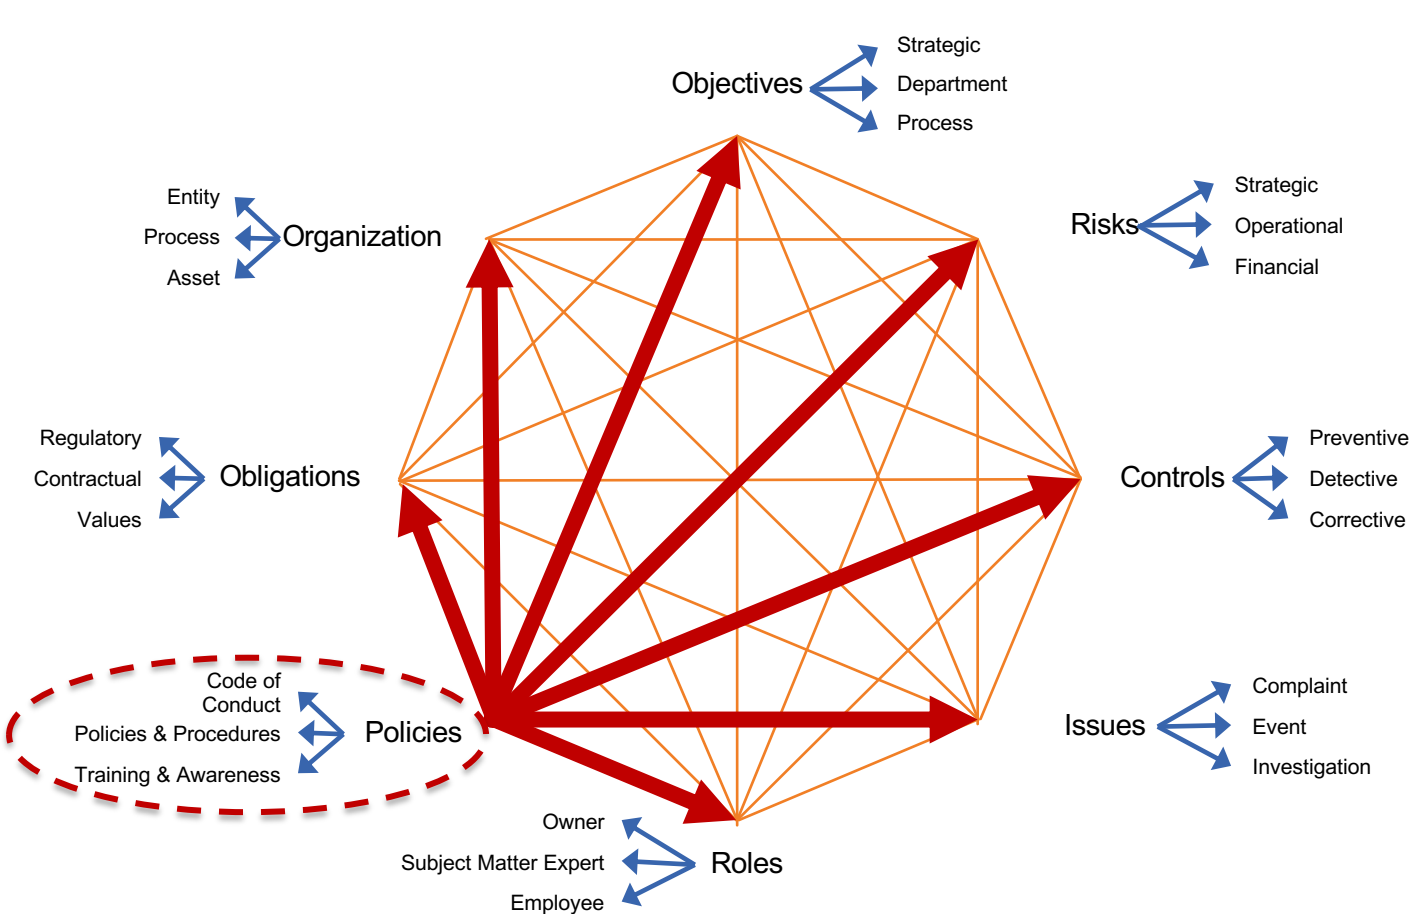 Objectives
Strategic
Department
Process
Risks
Strategic
Operational
Financial
Controls
Preventive
Detective
Corrective
Issues
Complaint
Event
Investigation
Roles
Owner
Subject Matter Expert
Employee
Policies
Code of
Conduct
Policies & Procedures
Training & Awareness
Obligations
Regulatory
Contractual
Values
Organization
Entity
Process
Asset